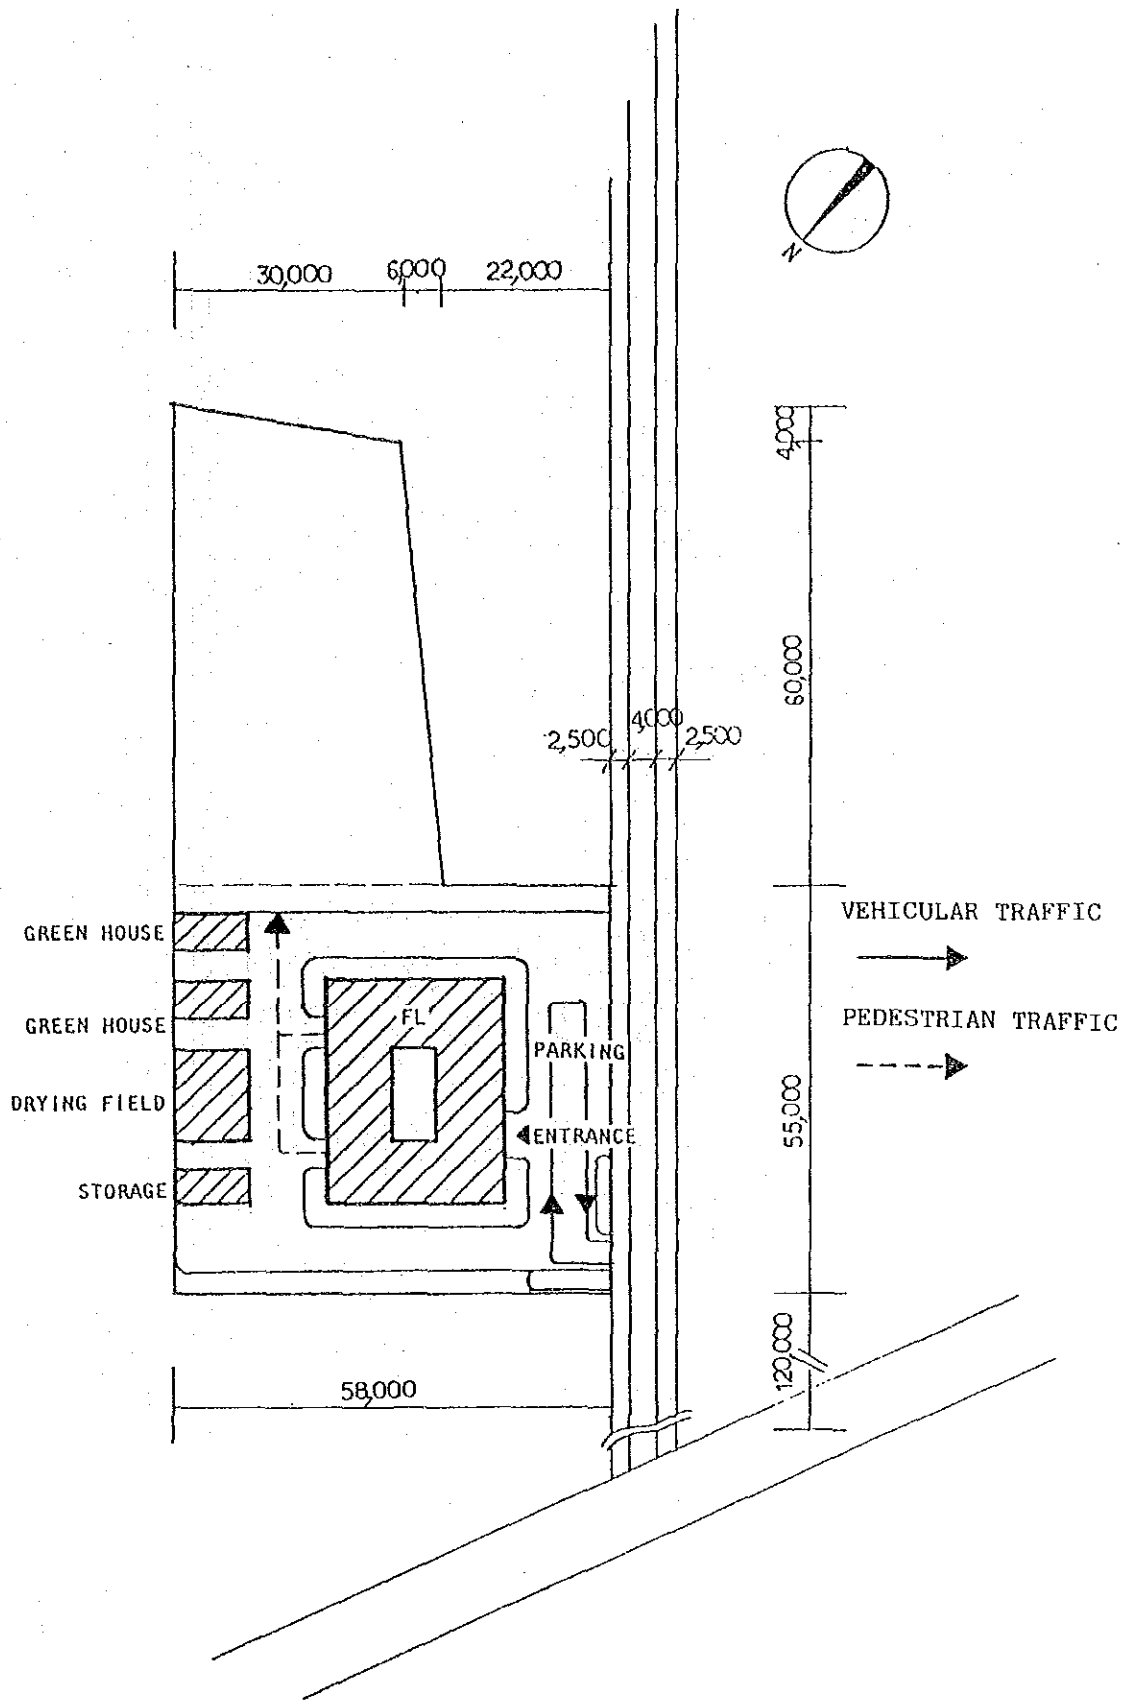 N
30,000 6,000 22,000
4,000
60,000
2,500 4,000 2,500
VEHICULAR TRAFFIC
GREEN HOUSE
FL
PEDESTRIAN TRAFFIC
GREEN HOUSE
PARKING
DRYING FIELD
55,000
ENTRANCE
STORAGE
120,000
58,000